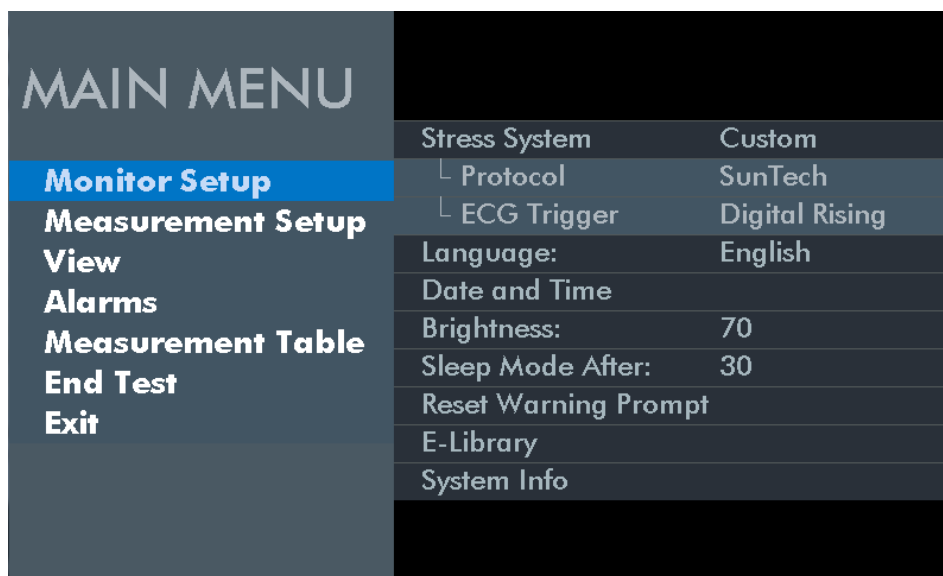 MAIN MENU
Monitor Setup
Measurement Setup
View
Alarms
Measurement Table
End Test
Exit
Stress System Custom
Protocol SunTech
ECG Trigger Digital Rising
Language: English
Date and Time
Brightness: 70
Sleep Mode After: 30
Reset Warning Prompt
E-Library
System Info